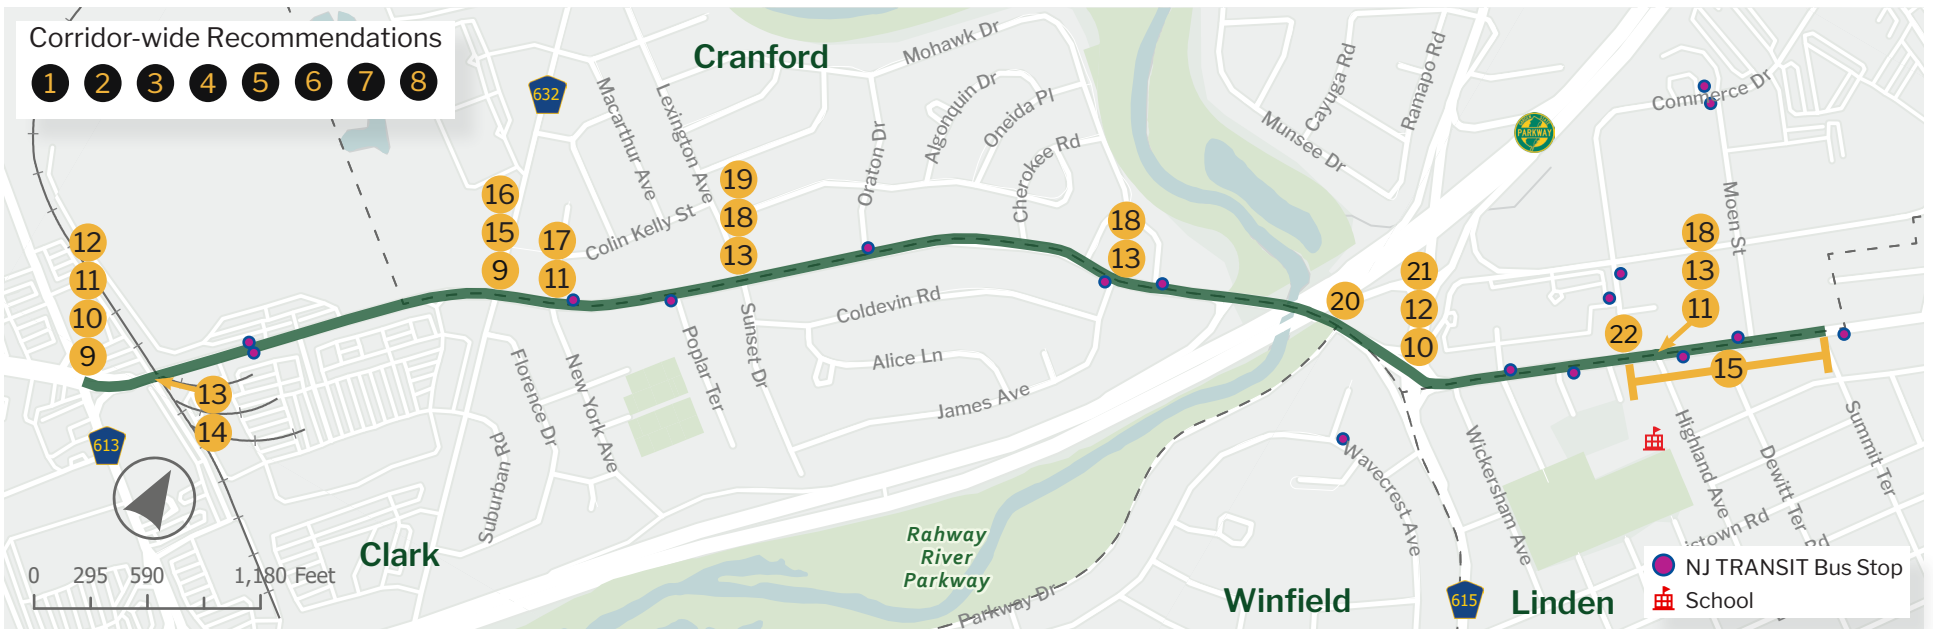 Corridor-wide Recommendations
1 2 3 4 5 6 7 8
Cranford
632
Macarthur Ave
Lexington Ave
Mohawk Dr
Algonquin Dr
Oneida Pl
Oraton Dr
Cherokee Rd
Colin Kelly St
Munsee Dr
Cayuga Rd
Ramapo Rd
PARKWAY
Commerce Dr
Moen St
12
11
10
9
16
15
9
17
11
19
18
13
18
13
20
21
12
10
22
18
13
11
15
13
14
613
Florence Dr
New York Ave
Suburban Rd
Poplar Ter
Sunset Dr
Coldevin Rd
Alice Ln
James Ave
Wavecrest Ave
Wickersham Ave
Highland Ave
Dewitt Ter
Summit Ter
istown Rd
Rd
Parkway Dr
Rahway
River
Parkway
Clark
Winfield
615
Linden
0 295 590 1,180 Feet
NJ TRANSIT Bus Stop
School